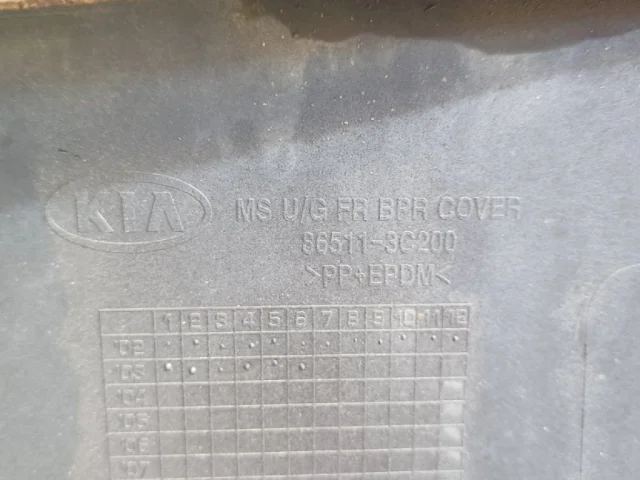 KIA MS U/G FR BPR COVER
86511-3C200
>PP+EPDM<
1 2 3 4 5 6 7 8 9 10 11 12
'02
'03
'04
'05
'06
'07